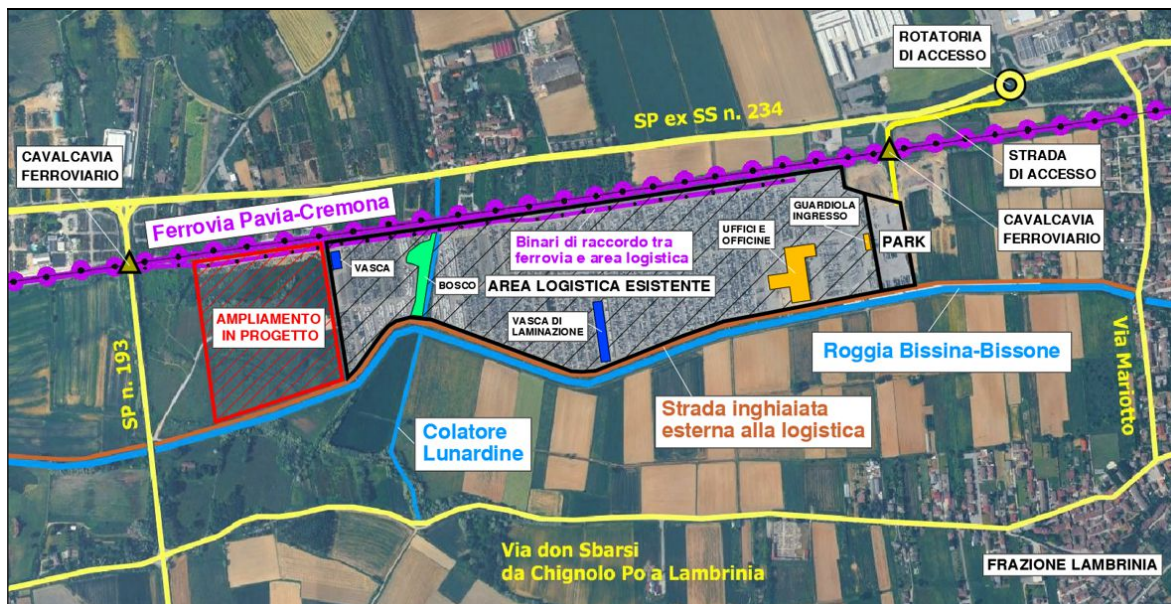 ROTATORIA
DI ACCESSO
SP ex SS n. 234
CAVALCAVIA
FERROVIARIO
STRADA
DI ACCESSO
Ferrovia Pavia-Cremona
GUARDIOLA
INGRESSO
CAVALCAVIA
FERROVIARIO
UFFICI E
OFFICINE
PARK
Binari di raccordo tra
ferrovia e area logistica
VASCA
BOSCO
AREA LOGISTICA ESISTENTE
AMPLIAMENTO
IN PROGETTO
VASCA DI
LAMINAZIONE
Roggia Bissina-Bissone
Via Mariotto
SP n. 193
Strada inghiaiata
esterna alla logistica
Colatore
Lunardine
Via don Sbarsi
da Chignolo Po a Lambrinia
FRAZIONE LAMBRINIA